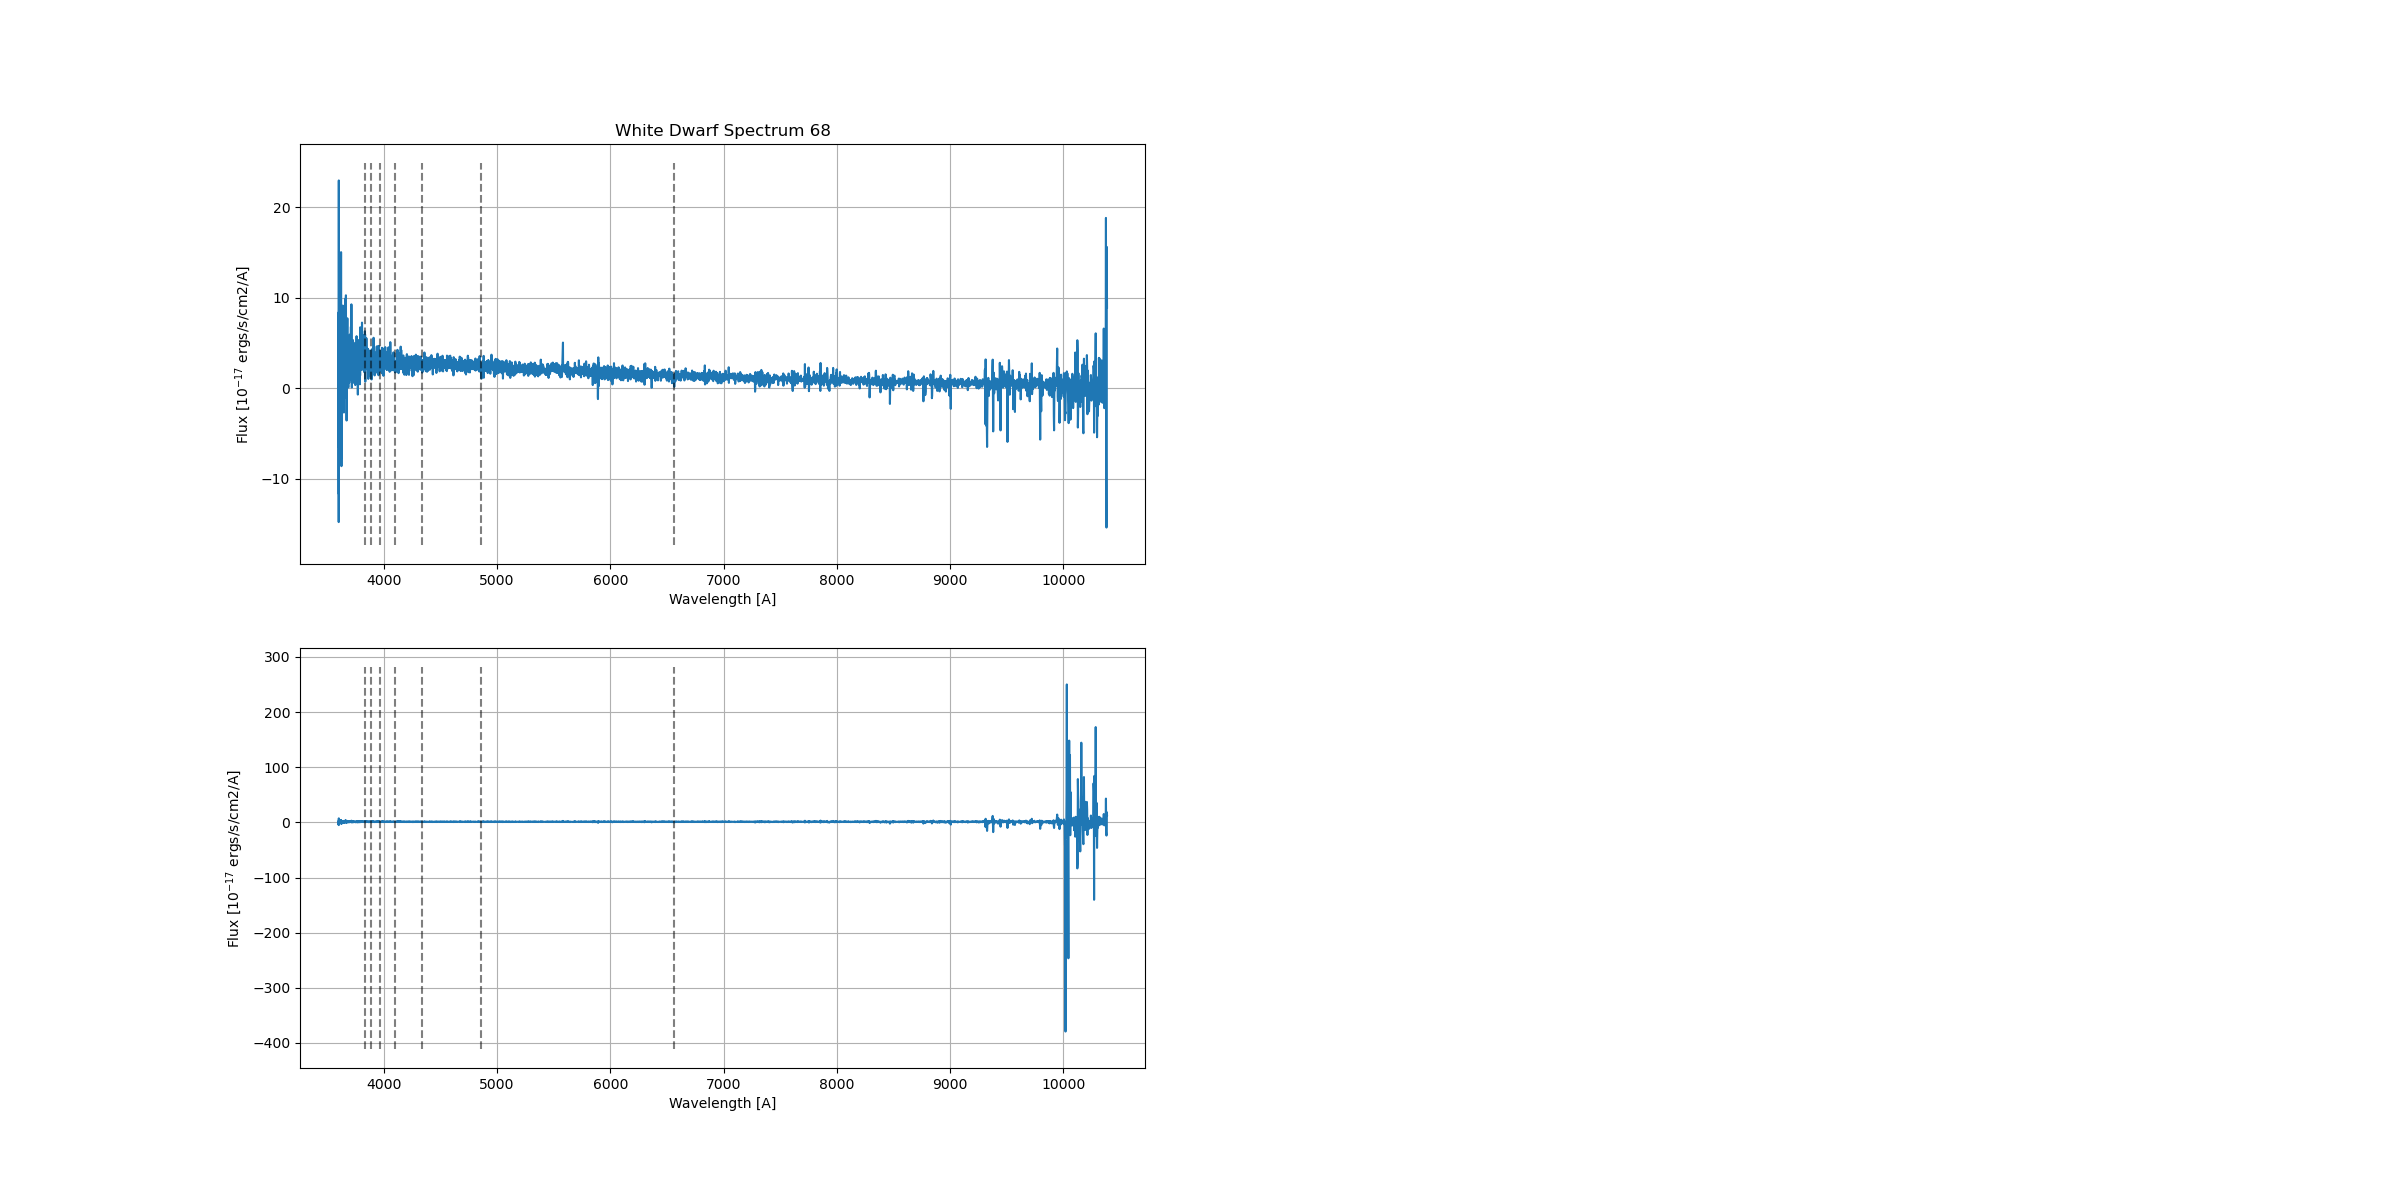 White Dwarf Spectrum 68
20
10
0
−10
Flux [10⁻¹⁷ ergs/s/cm2/A]
4000 5000 6000 7000 8000 9000 10000
Wavelength [A]
300
200
100
0
−100
−200
−300
−400
Flux [10⁻¹⁷ ergs/s/cm2/A]
4000 5000 6000 7000 8000 9000 10000
Wavelength [A]